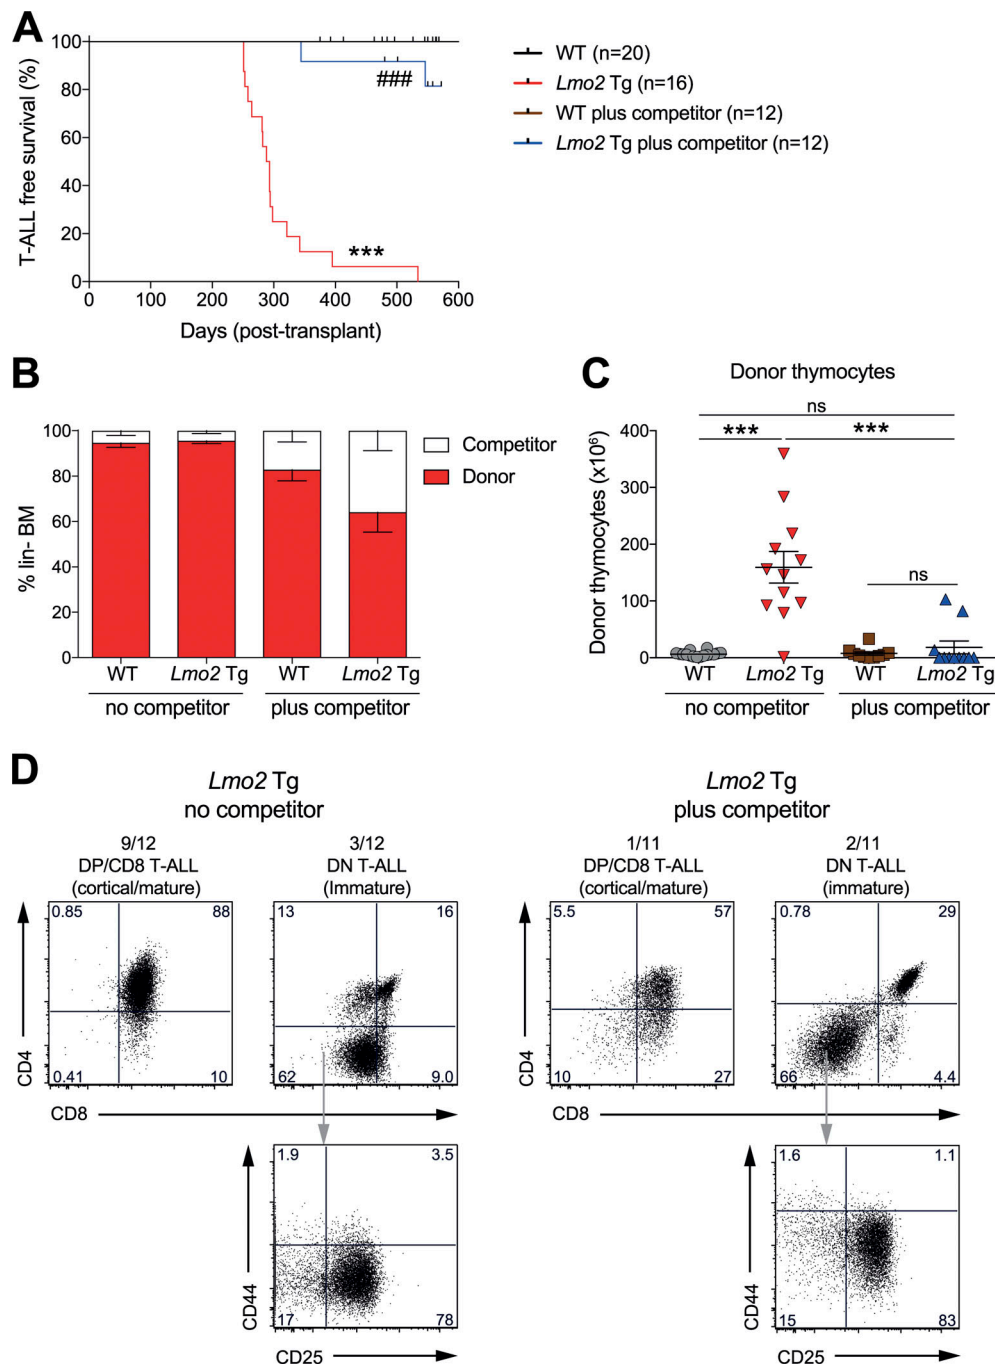 A
T-ALL free survival (%)
100
80
60
40
20
0
0 100 200 300 400 500 600
Days (post-transplant)
###
***
WT (n=20)
Lmo2 Tg (n=16)
WT plus competitor (n=12)
Lmo2 Tg plus competitor (n=12)
B
% lin- BM
100
80
60
40
20
0
WT Lmo2 Tg WT Lmo2 Tg
no competitor plus competitor
Competitor
Donor
C
Donor thymocytes
Donor thymocytes (x10⁶)
400
300
200
100
0
ns
*** ***
ns
WT Lmo2 Tg WT Lmo2 Tg
no competitor plus competitor
D
Lmo2 Tg
no competitor
9/12
DP/CD8 T-ALL
(cortical/mature)
0.85 88
0.41 10
3/12
DN T-ALL
(Immature)
13 16
62 9.0
CD4
CD8
1.9 3.5
17 78
CD44
CD25
Lmo2 Tg
plus competitor
1/11
DP/CD8 T-ALL
(cortical/mature)
5.5 57
10 27
2/11
DN T-ALL
(immature)
0.78 29
66 4.4
CD4
CD8
1.6 1.1
15 83
CD44
CD25